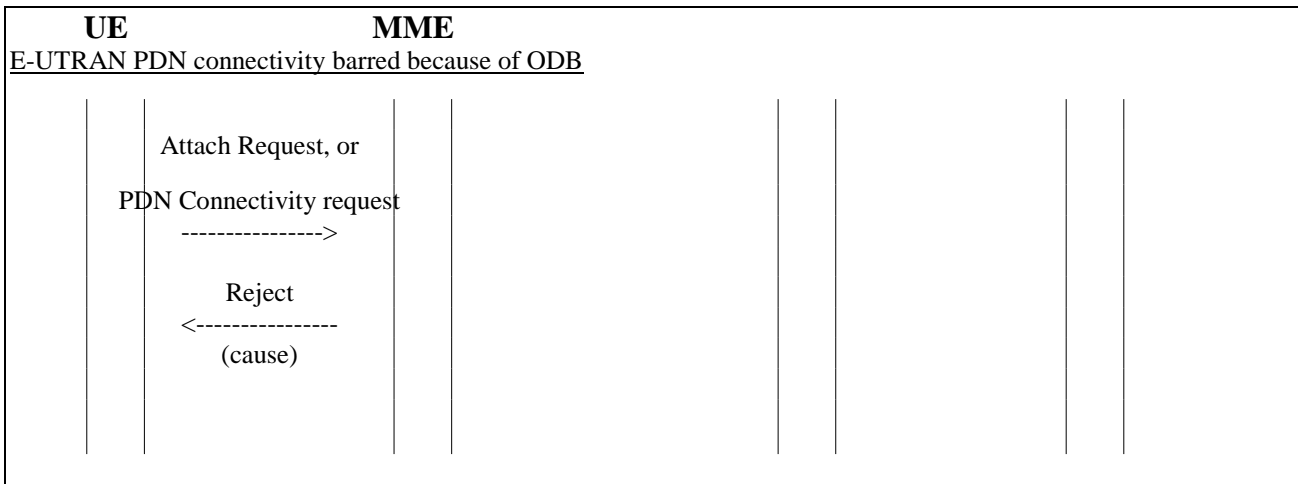 UE MME
E-UTRAN PDN connectivity barred because of ODB
Attach Request, or
PDN Connectivity request
---------------->
Reject
<----------------
(cause)